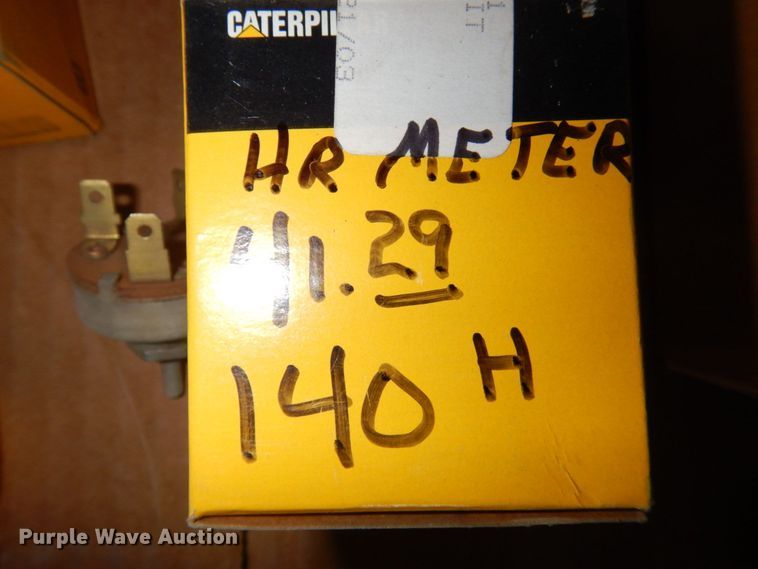 CATERPIL
HR METER
41.29
140 H
Purple Wave Auction